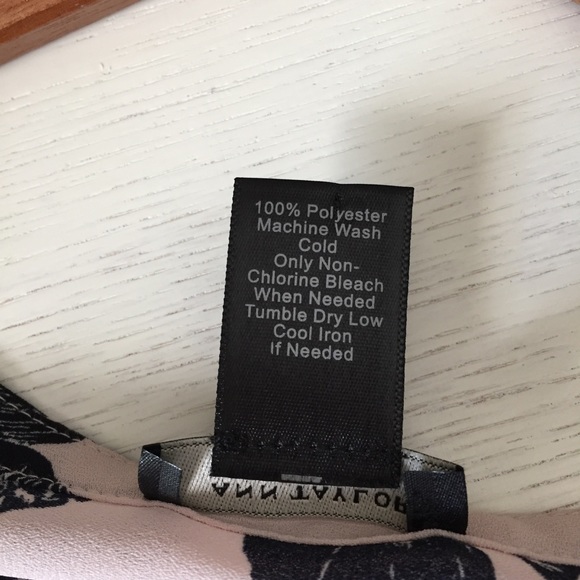 100% Polyester
Machine Wash
Cold
Only Non-
Chlorine Bleach
When Needed
Tumble Dry Low
Cool Iron
If Needed
ANN TAYLOR